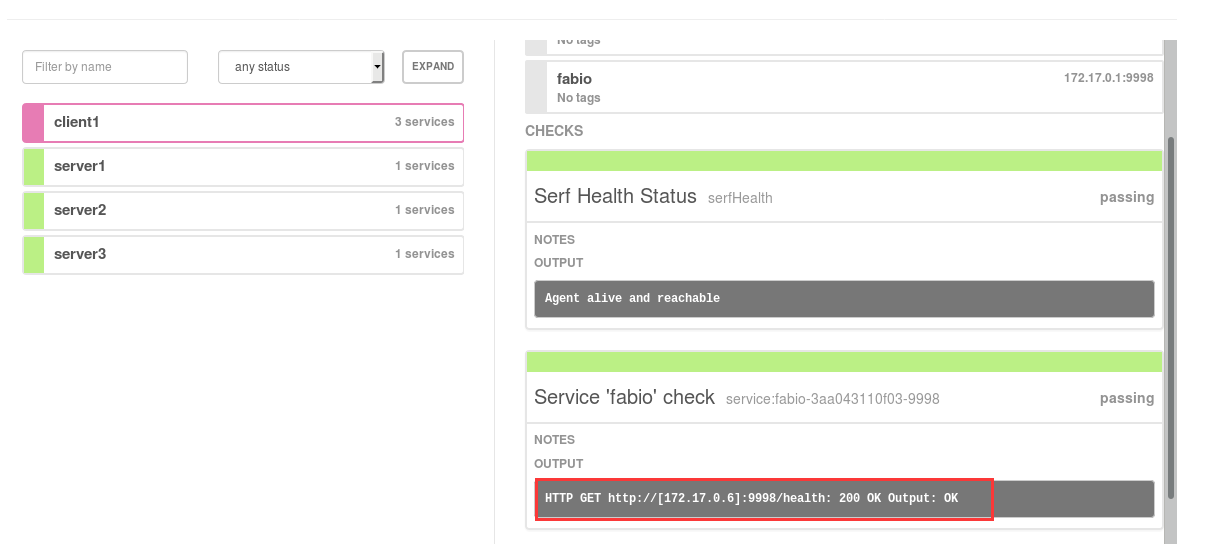 Filter by name
any status
EXPAND
client1
3 services
server1
1 services
server2
1 services
server3
1 services
No tags
fabio
172.17.0.1:9998
No tags
CHECKS
Serf Health Status serfHealth
passing
NOTES
OUTPUT
Agent alive and reachable
Service 'fabio' check service:fabio-3aa043110f03-9998
passing
NOTES
OUTPUT
HTTP GET http://[172.17.0.6]:9998/health: 200 OK Output: OK